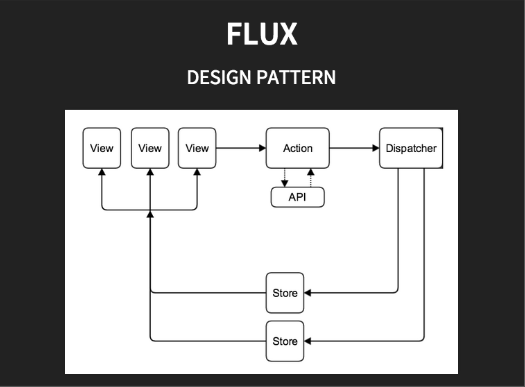 FLUX
DESIGN PATTERN
View View View Action Dispatcher
API
Store
Store